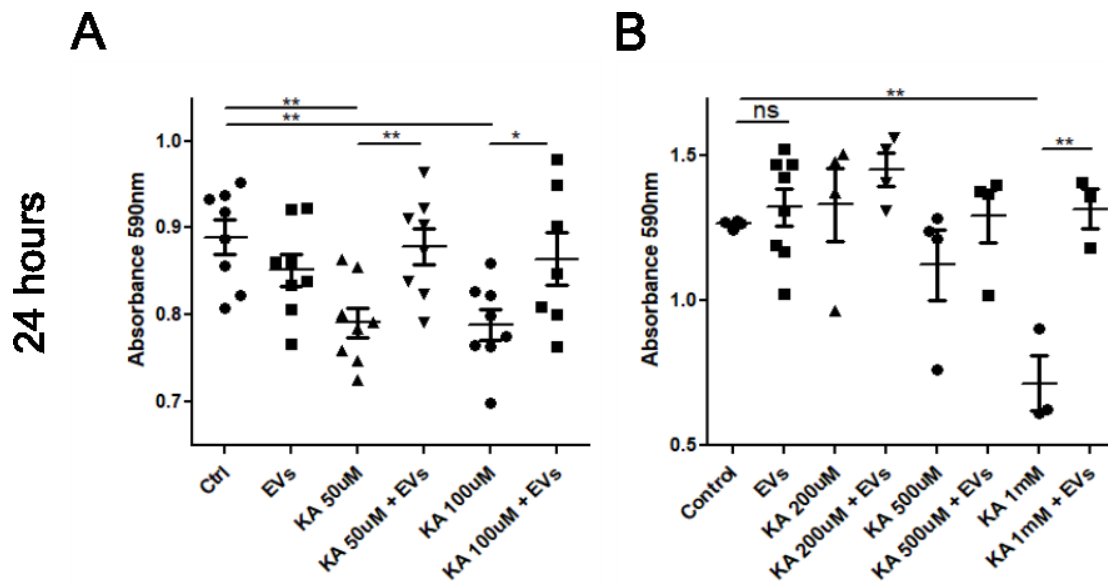 A
B
24 hours
Absorbance 590nm
1.0
0.9
0.8
0.7
**
**
**
*
Ctrl
EVs
KA 50uM
KA 50uM + EVs
KA 100uM
KA 100uM + EVs
Absorbance 590nm
1.5
1.0
0.5
**
ns
**
Control
EVs
KA 200uM
KA 200uM + EVs
KA 500uM
KA 500uM + EVs
KA 1mM
KA 1mM + EVs